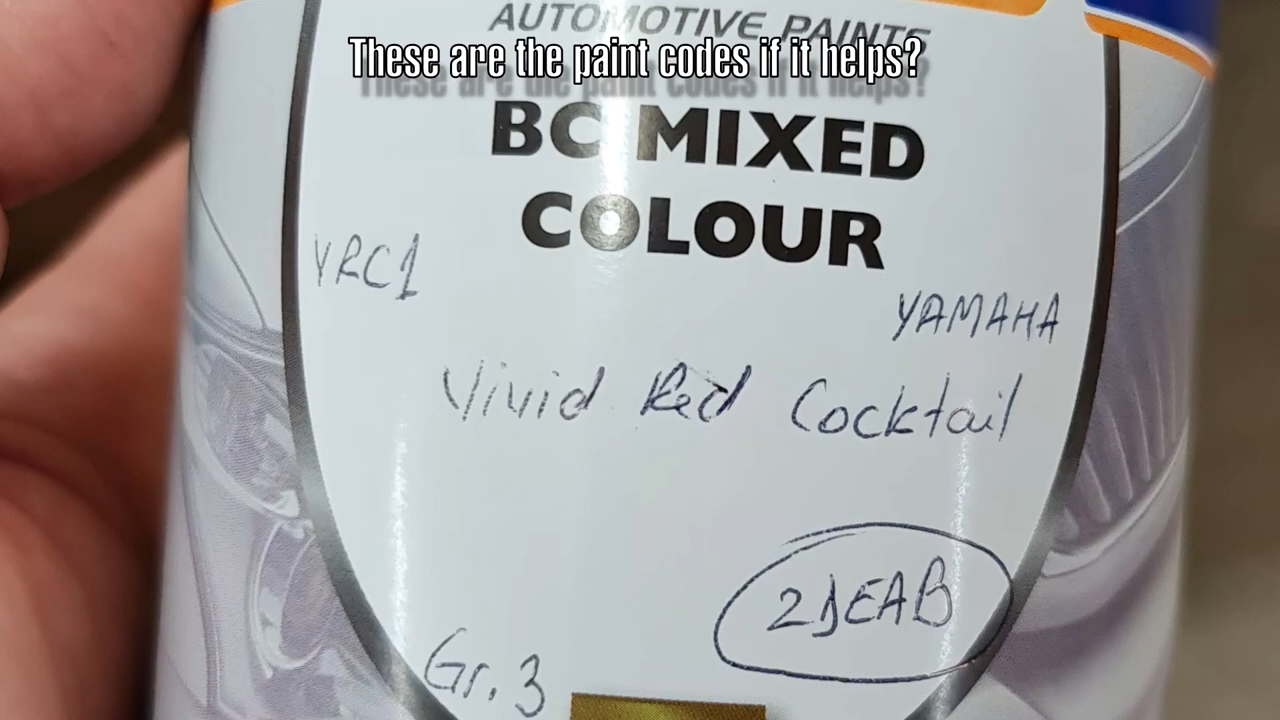 AUTOMOTIVE PAINTS
These are the paint codes if it helps?
BC MIXED
COLOUR
YRC1
YAMAHA
Vivid Red Cocktail
2DEAB
Gr.3